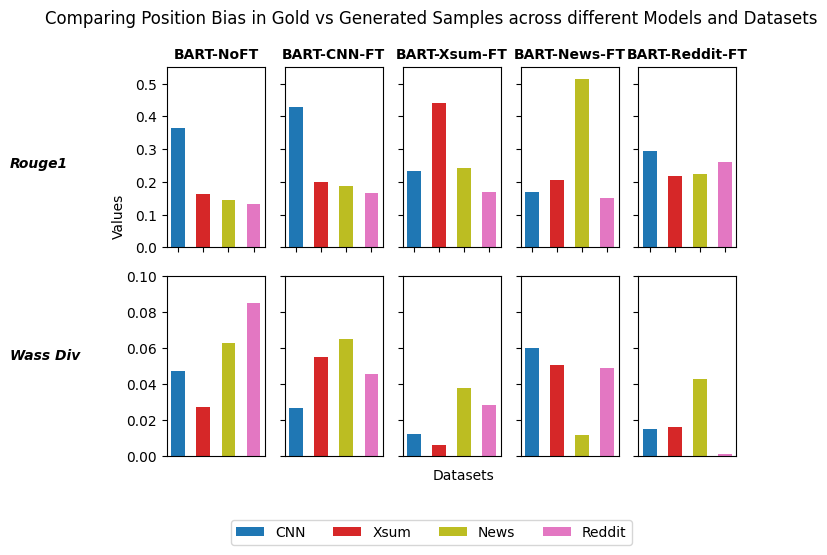 Comparing Position Bias in Gold vs Generated Samples across different Models and Datasets
BART-NoFT BART-CNN-FT BART-Xsum-FT BART-News-FT BART-Reddit-FT
Rouge1
Values
0.5
0.4
0.3
0.2
0.1
0.0
Wass Div
0.10
0.08
0.06
0.04
0.02
0.00
Datasets
CNN Xsum News Reddit